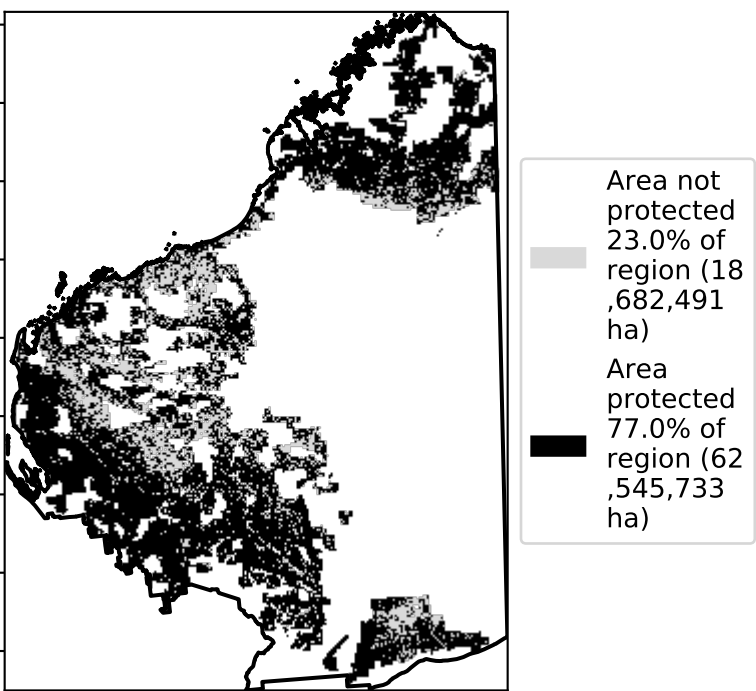 Area not
protected
23.0% of
region (18
,682,491
ha)
Area
protected
77.0% of
region (62
,545,733
ha)